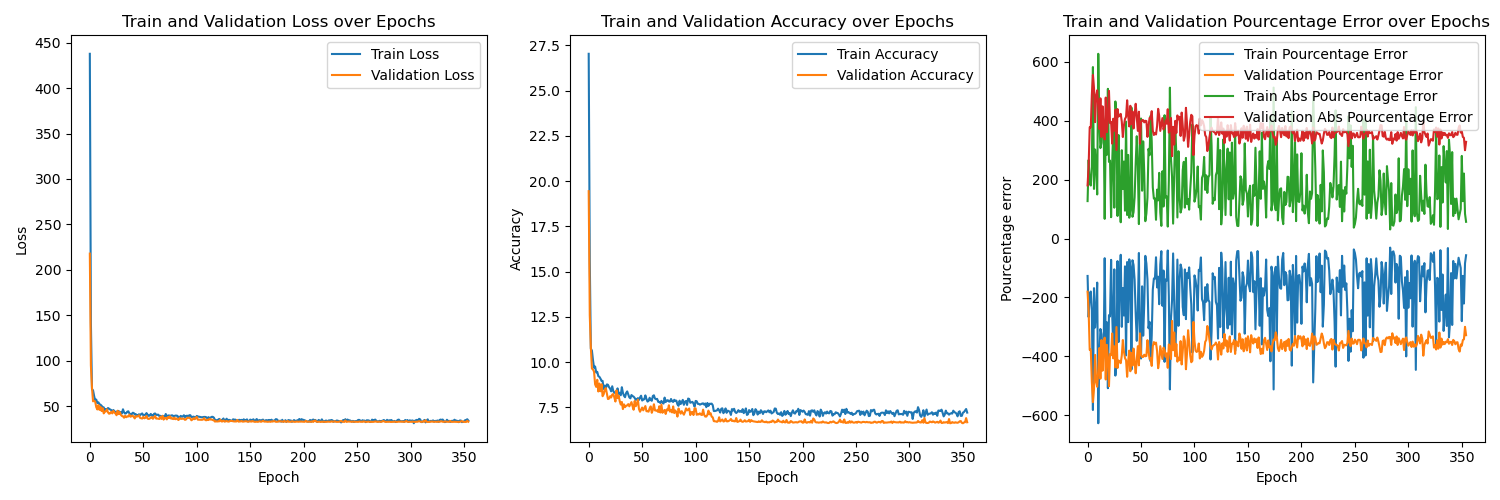 Train and Validation Loss over Epochs
Loss
450
400
350
300
250
200
150
100
50
0
50
100
150
200
250
300
350
Epoch
Train Loss
Validation Loss
Train and Validation Accuracy over Epochs
Accuracy
27.5
25.0
22.5
20.0
17.5
15.0
12.5
10.0
7.5
0
50
100
150
200
250
300
350
Epoch
Train Accuracy
Validation Accuracy
Train and Validation Pourcentage Error over Epochs
Pourcentage error
600
400
200
0
−200
−400
−600
0
50
100
150
200
250
300
350
Epoch
Train Pourcentage Error
Validation Pourcentage Error
Train Abs Pourcentage Error
Validation Abs Pourcentage Error